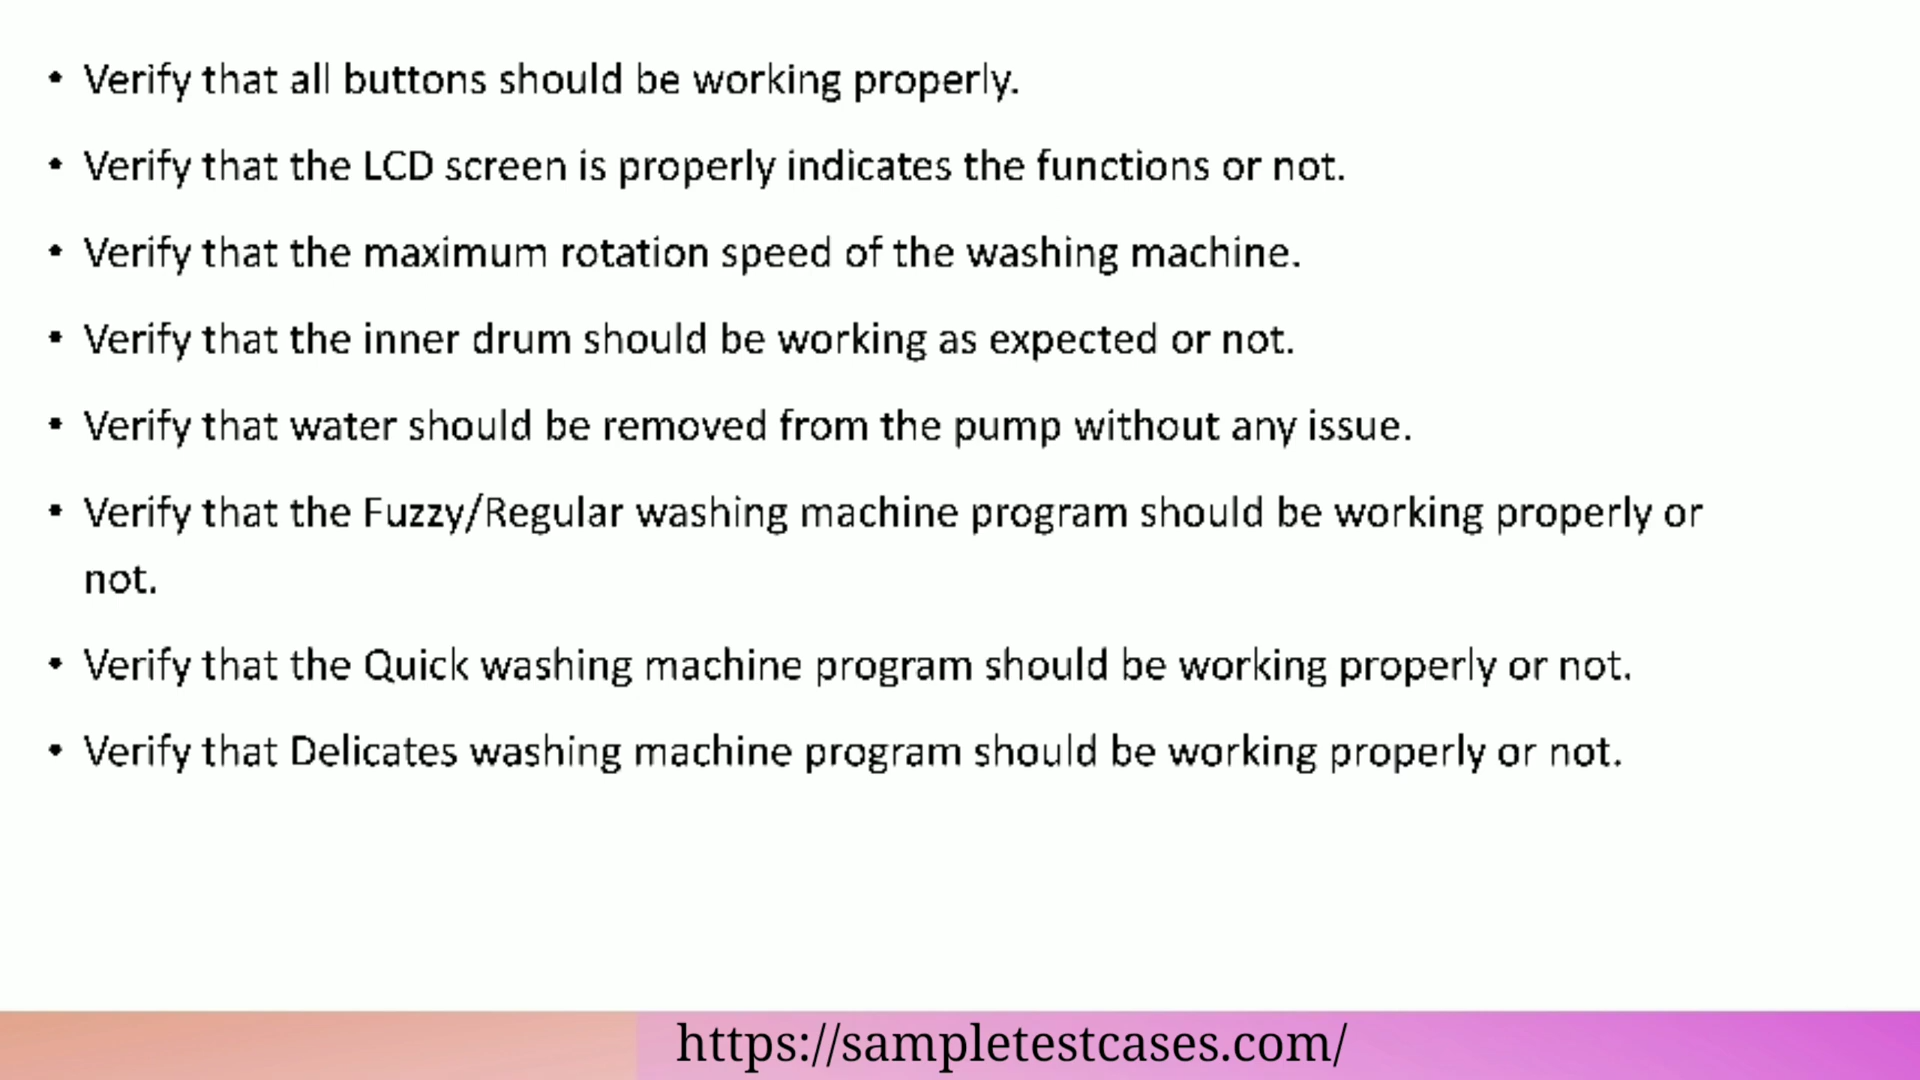 • Verify that all buttons should be working properly.
• Verify that the LCD screen is properly indicates the functions or not.
• Verify that the maximum rotation speed of the washing machine.
• Verify that the inner drum should be working as expected or not.
• Verify that water should be removed from the pump without any issue.
• Verify that the Fuzzy/Regular washing machine program should be working properly or
not.
• Verify that the Quick washing machine program should be working properly or not.
• Verify that Delicates washing machine program should be working properly or not.
https://sampletestcases.com/